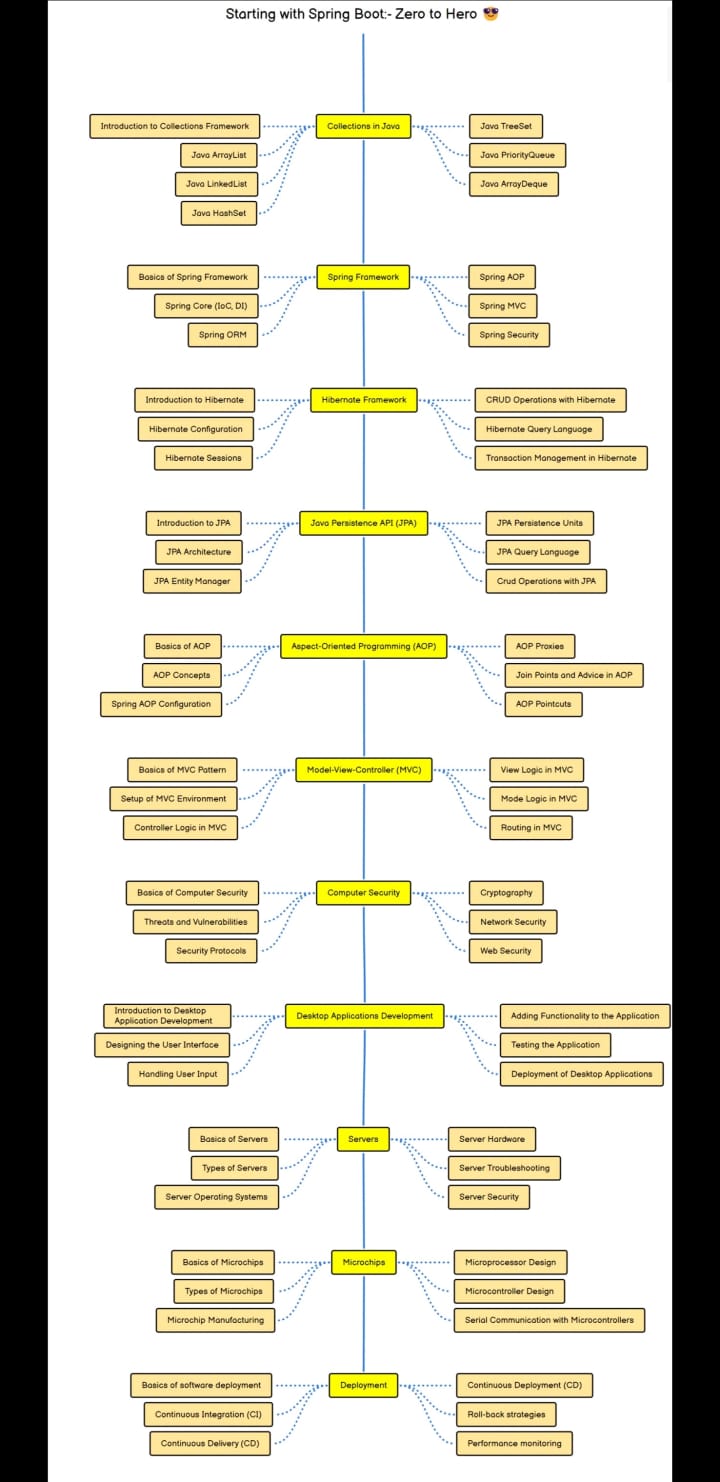 Starting with Spring Boot:- Zero to Hero 😎
Introduction to Collections Framework
Java ArrayList
Java LinkedList
Java HashSet
Collections in Java
Java TreeSet
Java PriorityQueue
Java ArrayDeque
Basics of Spring Framework
Spring Core (IoC, DI)
Spring ORM
Spring Framework
Spring AOP
Spring MVC
Spring Security
Introduction to Hibernate
Hibernate Configuration
Hibernate Sessions
Hibernate Framework
CRUD Operations with Hibernate
Hibernate Query Language
Transaction Management in Hibernate
Introduction to JPA
JPA Architecture
JPA Entity Manager
Java Persistence API (JPA)
JPA Persistence Units
JPA Query Language
Crud Operations with JPA
Basics of AOP
AOP Concepts
Spring AOP Configuration
Aspect-Oriented Programming (AOP)
AOP Proxies
Join Points and Advice in AOP
AOP Pointcuts
Basics of MVC Pattern
Setup of MVC Environment
Controller Logic in MVC
Model-View-Controller (MVC)
View Logic in MVC
Mode Logic in MVC
Routing in MVC
Basics of Computer Security
Threats and Vulnerabilities
Security Protocols
Computer Security
Cryptography
Network Security
Web Security
Introduction to Desktop
Application Development
Designing the User Interface
Handling User Input
Desktop Applications Development
Adding Functionality to the Application
Testing the Application
Deployment of Desktop Applications
Basics of Servers
Types of Servers
Server Operating Systems
Servers
Server Hardware
Server Troubleshooting
Server Security
Basics of Microchips
Types of Microchips
Microchip Manufacturing
Microchips
Microprocessor Design
Microcontroller Design
Serial Communication with Microcontrollers
Basics of software deployment
Continuous Integration (CI)
Continuous Delivery (CD)
Deployment
Continuous Deployment (CD)
Roll-back strategies
Performance monitoring